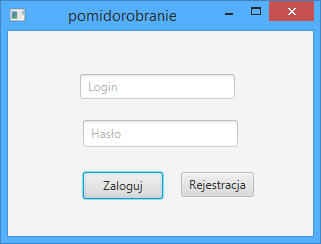 pomidorobranie
Login
Hasło
Zaloguj Rejestracja